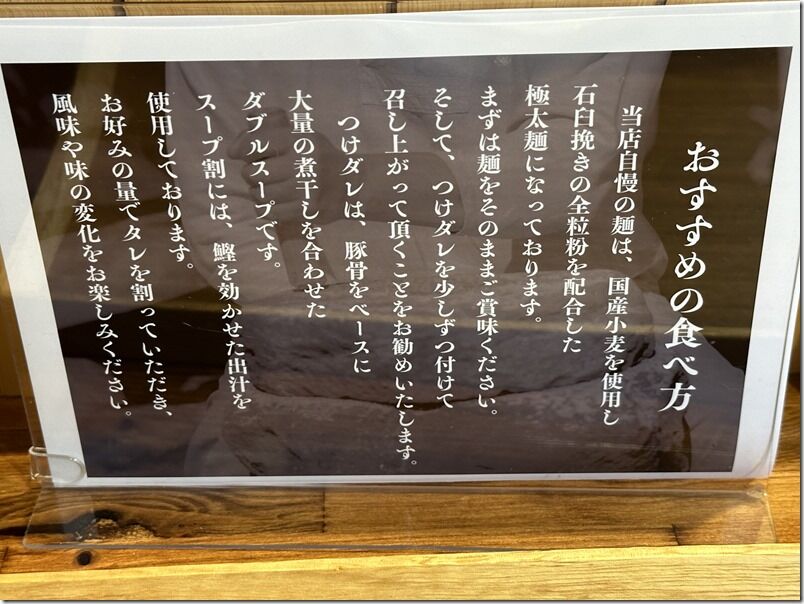 おすすめの食べ方
当店自慢の麺は、国産小麦を使用し
石臼挽きの全粒粉を配合した
極太麺になっております。
まずは麺をそのままご賞味ください。
そして、つけダレを少しずつ付けて
召し上がって頂くことをお勧めいたします。
つけダレは、豚骨をベースに
大量の煮干しを合わせた
ダブルスープです。
スープ割には、鰹を効かせた出汁を
使用しております。
お好みの量でタレを割っていただき、
風味や味の変化をお楽しみください。